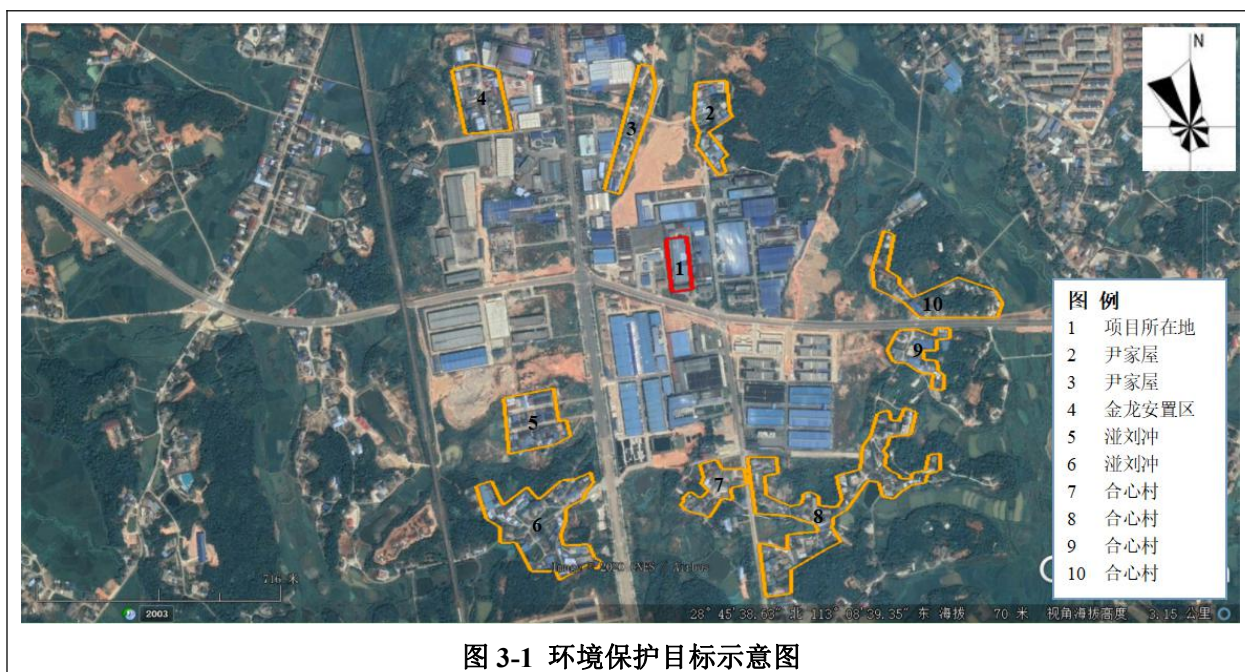 N
4
3
2
1
10
9
5
7
6
8
图 例
1 项目所在地
2 尹家屋
3 尹家屋
4 金龙安置区
5 湴刘冲
6 湴刘冲
7 合心村
8 合心村
9 合心村
10 合心村
716 米
2003
28° 45′38.63″北 113°08′39.35″东 海拔 70 米 视角海拔高度 3.15 公里
图 3-1 环境保护目标示意图